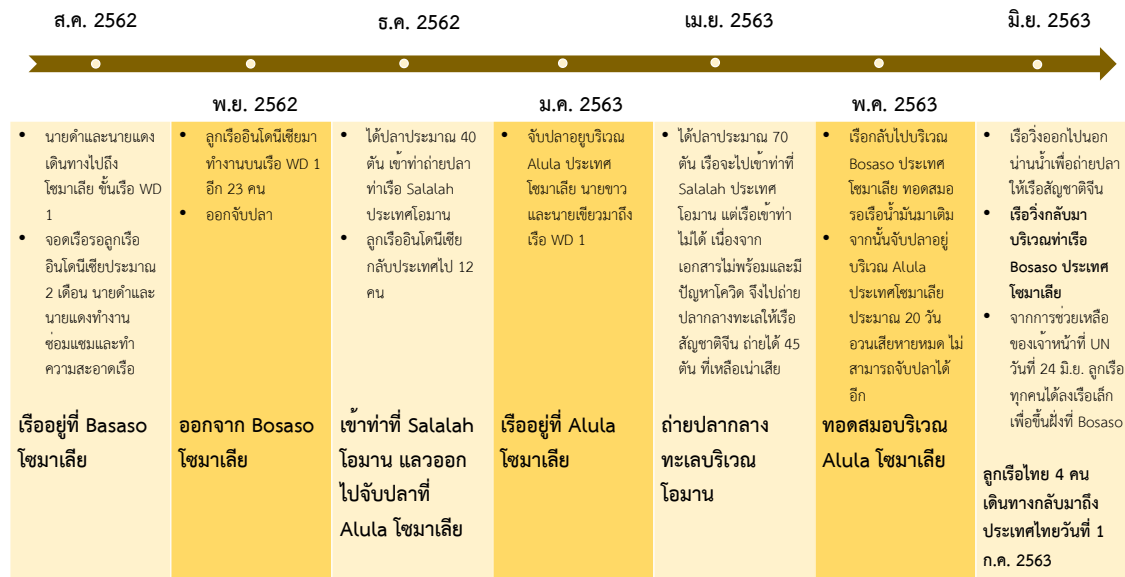 ส.ค. 2562
ธ.ค. 2562
เม.ย. 2563
มิ.ย. 2563
พ.ย. 2562
ม.ค. 2563
พ.ค. 2563
• นายดำและนายแดง
เดินทางไปถึง
โซมาเลีย ขั้นเรือ WD
1
• จอดเรือรอลูกเรือ
อินโดนีเซียประมาณ
2 เดือน นายดำและ
นายแดงทำงาน
ซ่อมแซมและทำ
ความสะอาดเรือ
เรืออยู่ที่ Basaso
โซมาเลีย
• ลูกเรืออินโดนีเซียมา
ทำงานบนเรือ WD 1
อีก 23 คน
• ออกจับปลา
ออกจาก Bosaso
โซมาเลีย
• ได้ปลาประมาณ 40
ตัน เข้าท่าถ่ายปลา
ท่าเรือ Salalah
ประเทศโอมาน
• ลูกเรืออินโดนีเซีย
กลับประเทศไป 12
คน
เข้าท่าที่ Salalah
โอมาน แลวออก
ไปจับปลาที่
Alula โซมาเลีย
• จับปลาอยูบริเวณ
Alula ประเทศ
โซมาเลีย นายขาว
และนายเขียวมาถึง
เรือ WD 1
เรืออยู่ที่ Alula
โซมาเลีย
• ได้ปลาประมาณ 70
ตัน เรือจะไปเข้าท่าที่
Salalah ประเทศ
โอมาน แต่เรือเข้าท่า
ไม่ได้ เนื่องจาก
เอกสารไม่พร้อมและมี
ปัญหาโควิด จึงไปถ่าย
ปลากลางทะเลให้เรือ
สัญชาติจีน ถ่ายได้ 45
ตัน ที่เหลือเน่าเสีย
ถ่ายปลากลาง
ทะเลบริเวณ
โอมาน
• เรือกลับไปบริเวณ
Bosaso ประเทศ
โซมาเลีย ทอดสมอ
รอเรือน้ำมันมาเติม
• จากนั้นจับปลาอยู่
บริเวณ Alula
ประเทศโซมาเลีย
ประมาณ 20 วัน
อวนเสียหายหมด ไม่
สามารถจับปลาได้
อีก
ทอดสมอบริเวณ
Alula โซมาเลีย
• เรือวิ่งออกไปนอก
น่านน้ำเพื่อถ่ายปลา
ให้เรือสัญชาติจีน
• เรือวิ่งกลับมา
บริเวณท่าเรือ
Bosaso ประเทศ
โซมาเลีย
• จากการช่วยเหลือ
ของเจ้าหน้าที่ UN
วันที่ 24 มิ.ย. ลูกเรือ
ทุกคนได้ลงเรือเล็ก
เพื่อขึ้นฝั่งที่ Bosaso
ลูกเรือไทย 4 คน
เดินทางกลับมาถึง
ประเทศไทยวันที่ 1
ก.ค. 2563